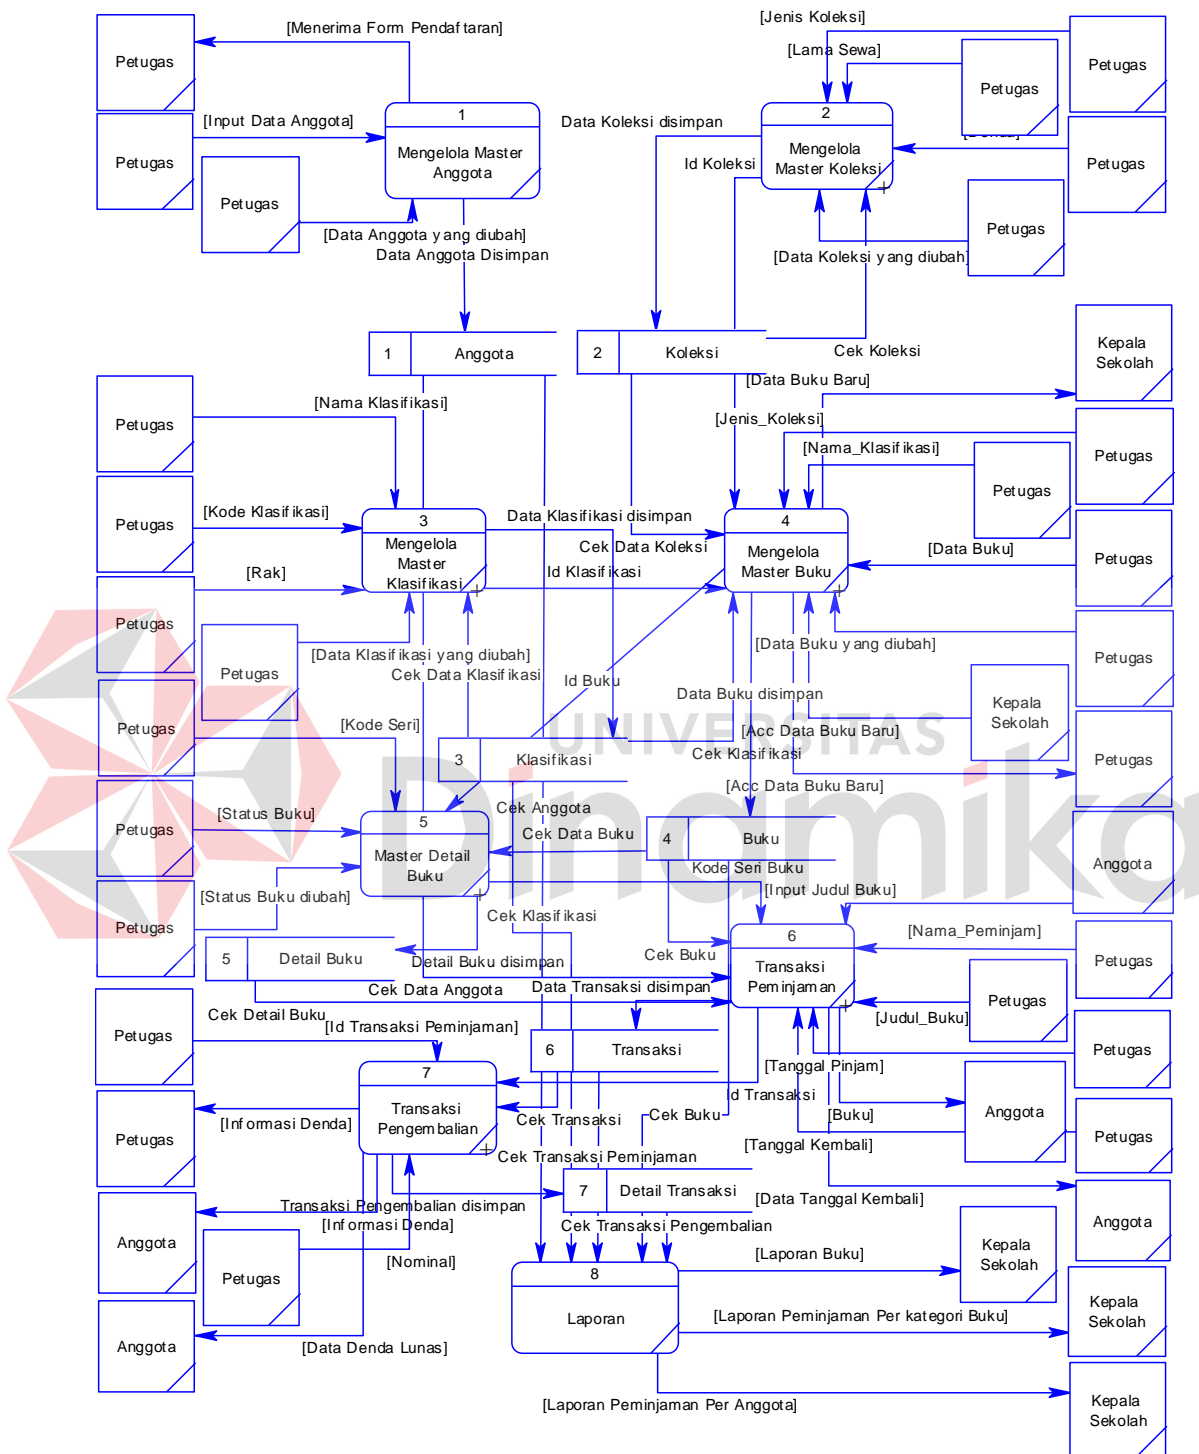 [Menerima Form Pendaftaran]
Petugas
[Jenis Koleksi]
[Lama Sewa]
Petugas
Petugas
[Input Data Anggota]
Petugas
1
Mengelola Master
Anggota
Data Koleksi disimpan
2
Mengelola
Master Koleksi
Id Koleksi
Petugas
Petugas
[Data Anggota yang diubah]
Data Anggota Disimpan
Petugas
[Data Koleksi yang diubah]
1
Anggota
2
Koleksi
Cek Koleksi
Kepala
Sekolah
[Data Buku Baru]
[Nama Klasifikasi]
Petugas
[Jenis_Koleksi]
[Nama_Klasifikasi]
Petugas
Petugas
[Kode Klasifikasi]
Petugas
3
Mengelola
Master
Klasifikasi
Data Klasifikasi disimpan
Cek Data Koleksi
4
Mengelola
Master Buku
[Data Buku]
Petugas
[Rak]
Id Klasifikasi
Petugas
Petugas
[Data Klasifikasi yang diubah]
Cek Data Klasifikasi
Id Buku
[Data Buku yang diubah]
Petugas
Data Buku disimpan
Kepala
Sekolah
Petugas
[Kode Seri]
UNIVERSITAS
Dinamika
[Acc Data Buku Baru]
Cek Klasifikasi
3
Klasifikasi
Petugas
[Acc Data Buku Baru]
[Status Buku]
Petugas
Cek Anggota
5
Master Detail
Buku
Cek Data Buku
4
Buku
Kode Seri Buku
Anggota
[Status Buku diubah]
[Input Judul Buku]
Petugas
Cek Klasifikasi
6
Transaksi
Peminjaman
[Nama_Peminjam]
Petugas
5
Detail Buku
Detail Buku disimpan
Cek Buku
Cek Data Anggota
Data Transaksi disimpan
Petugas
[Judul_Buku]
Cek Detail Buku
Petugas
[Id Transaksi Peminjaman]
6
Transaksi
Petugas
[Tanggal Pinjam]
7
Transaksi
Pengembalian
Id Transaksi
[Buku]
Anggota
Petugas
[Informasi Denda]
Cek Transaksi
Cek Buku
[Tanggal Kembali]
Petugas
Cek Transaksi Peminjaman
7
Detail Transaksi
[Data Tanggal Kembali]
Transaksi Pengembalian disimpan
[Informasi Denda]
Cek Transaksi Pengembalian
Anggota
Anggota
[Nominal]
Petugas
[Laporan Buku]
Kepala
Sekolah
8
Laporan
[Laporan Peminjaman Per kategori Buku]
Kepala
Sekolah
Anggota
[Data Denda Lunas]
[Laporan Peminjaman Per Anggota]
Kepala
Sekolah